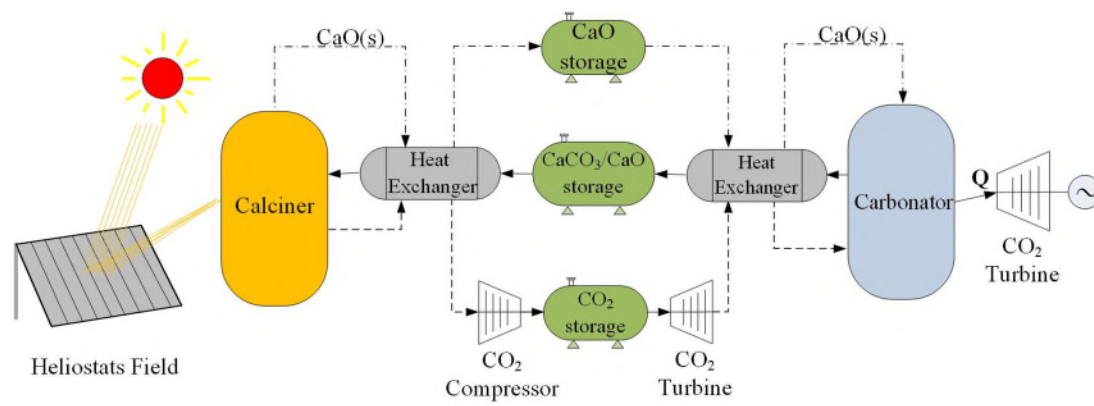 CaO(s)
CaO
storage
CaO(s)
Heat
Exchanger
CaCO₃/CaO
storage
Heat
Exchanger
Calciner
Carbonator
Q
~
CO₂
Turbine
CO₂
storage
CO₂
Compressor
CO₂
Turbine
Heliostats Field